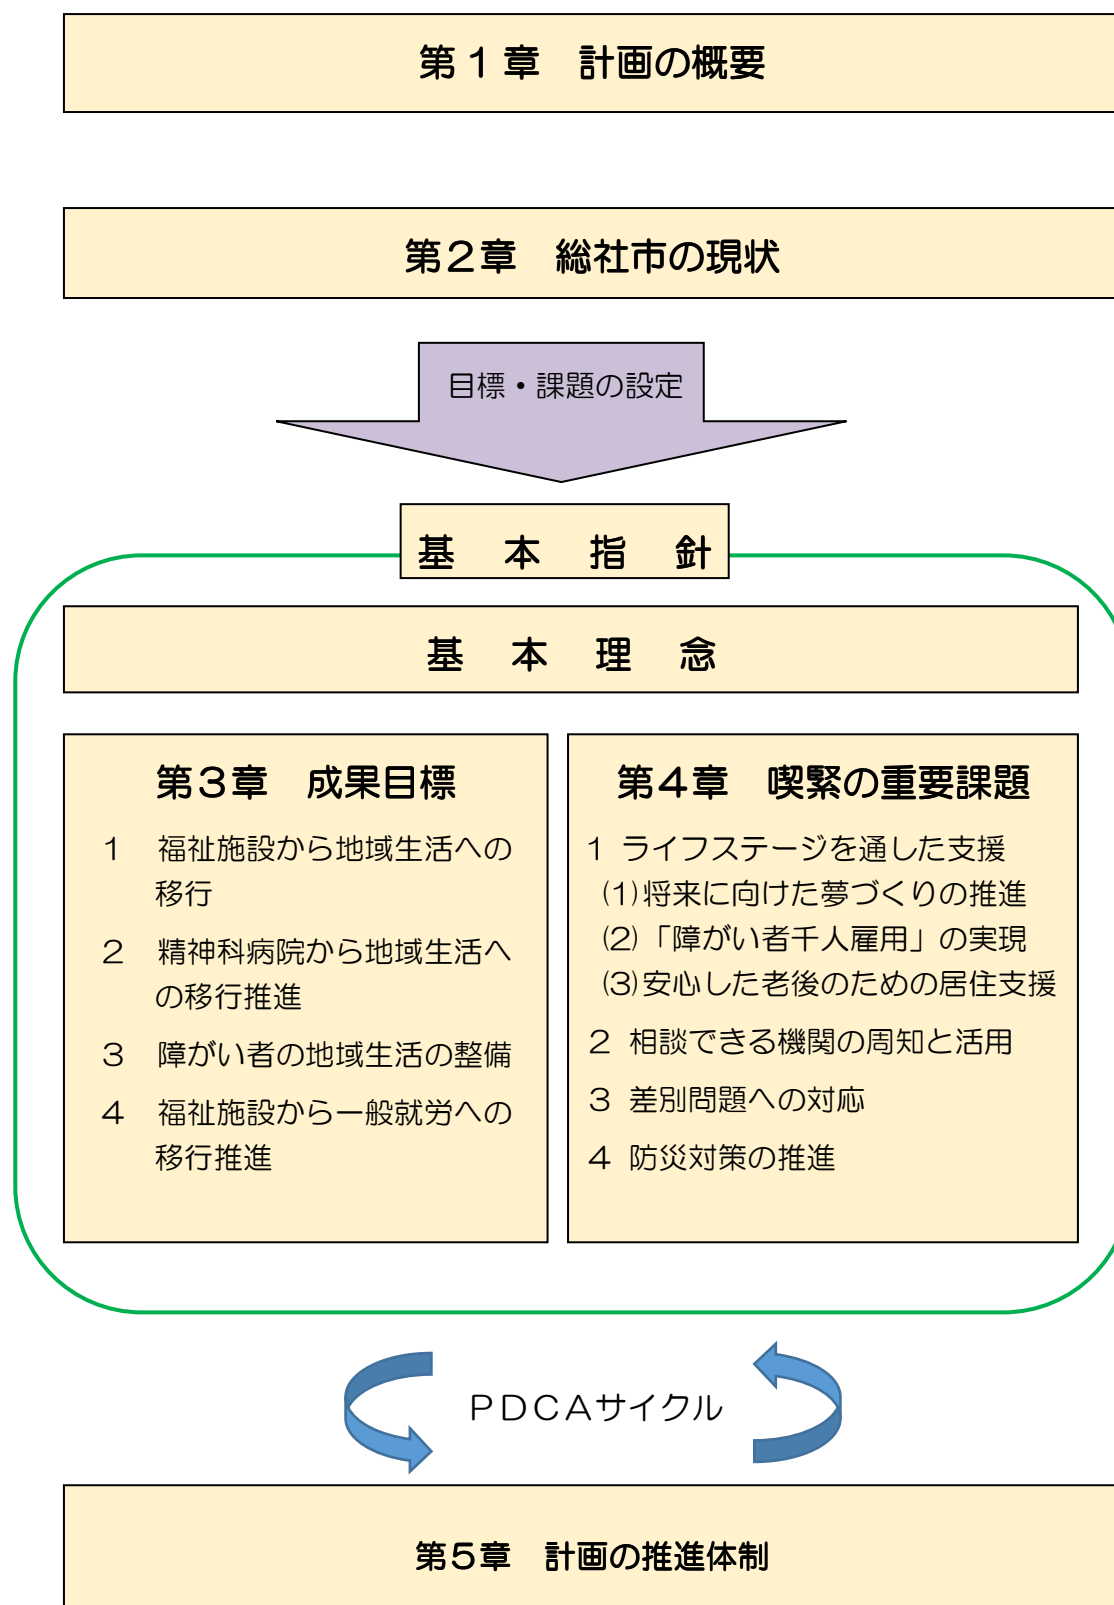 第１章　計画の概要
第２章　総社市の現状
目標・課題の設定
基　本　指　針
基　本　理　念
第３章　成果目標
１　福祉施設から地域生活への
移行
２　精神科病院から地域生活へ
の移行推進
３　障がい者の地域生活の整備
４　福祉施設から一般就労への
移行推進
第４章　喫緊の重要課題
１ ライフステージを通した支援
⑴将来に向けた夢づくりの推進
⑵「障がい者千人雇用」の実現
⑶安心した老後のための居住支援
２ 相談できる機関の周知と活用
３ 差別問題への対応
４ 防災対策の推進
ＰＤＣＡサイクル
第５章　計画の推進体制